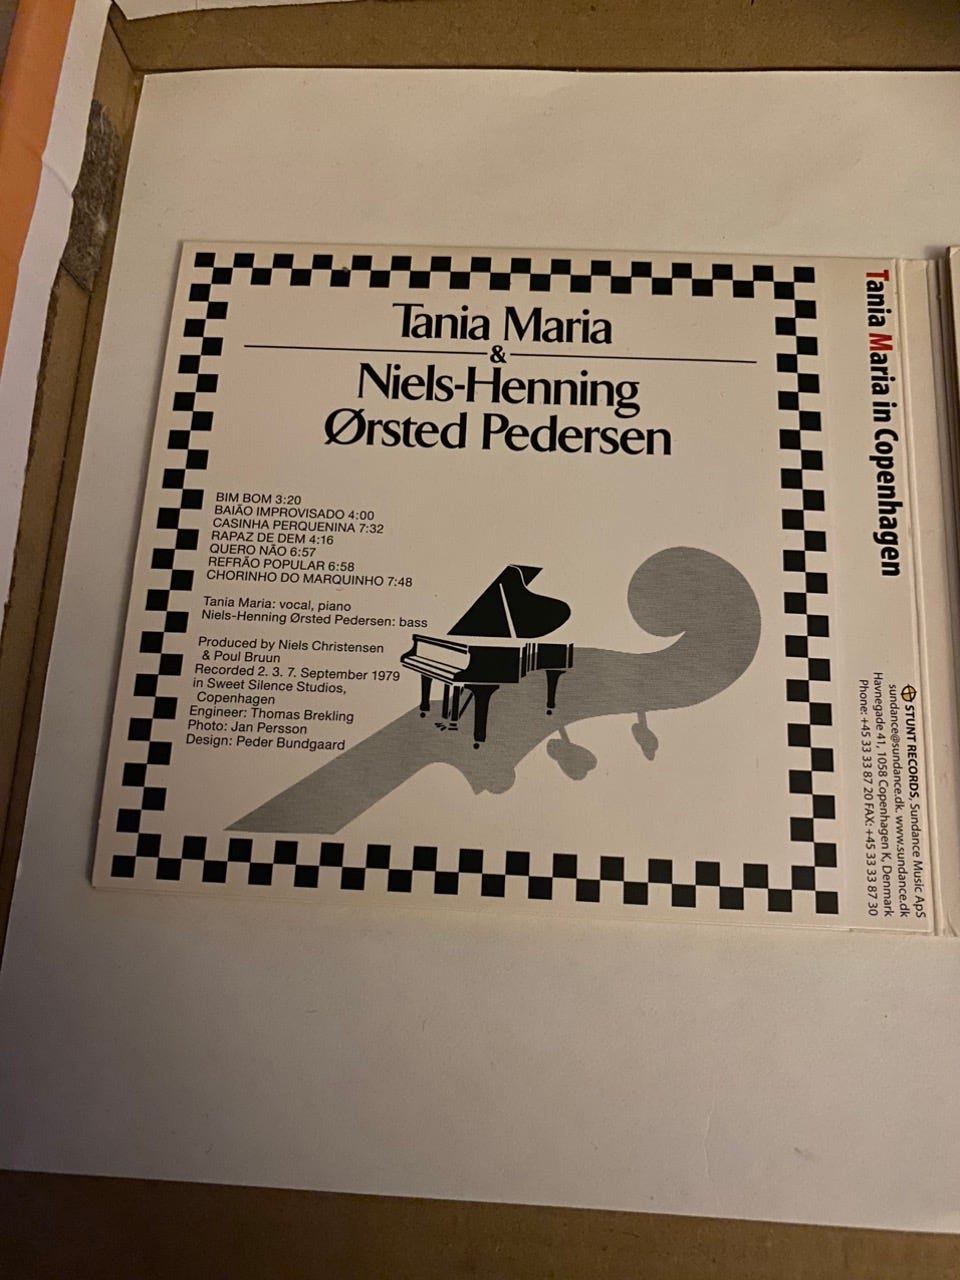 Tania Maria
&
Niels-Henning
Ørsted Pedersen
BIM BOM 3:20
BAIÃO IMPROVISADO 4:00
CASINHA PERQUENINA 7:32
RAPAZ DE DEM 4:16
QUERO NÃO 6:57
REFRÃO POPULAR 6:58
CHORINHO DO MARQUINHO 7:48
Tania Maria: vocal, piano
Niels-Henning Ørsted Pedersen: bass
Produced by Niels Christensen
& Poul Bruun
Recorded 2. 3. 7. September 1979
in Sweet Silence Studios,
Copenhagen
Engineer: Thomas Brekling
Photo: Jan Persson
Design: Peder Bundgaard
Tania Maria in Copenhagen
STUNT RECORDS, Sundance Music ApS
sundance@sundance.dk. www.sundance.dk
Havnegade 41, 1058 Copenhagen K, Denmark
Phone: +45 33 33 87 20 FAX: +45 33 33 87 30